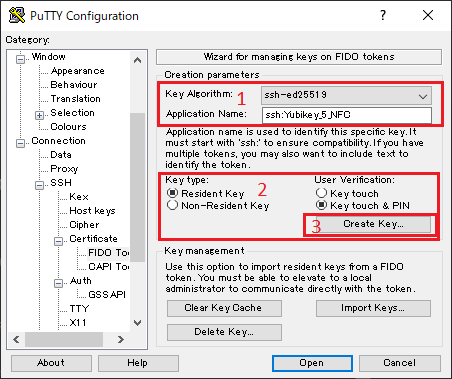 PuTTY Configuration
Category:
Window
Appearance
Behaviour
Translation
Selection
Colours
Connection
Data
Proxy
SSH
Kex
Host keys
Cipher
Certificate
FIDO To
CAPI To
Auth
GSSAPI
TTY
X11
Wizard for managing keys on FIDO tokens
Creation parameters
Key Algorithm: 1 ssh-ed25519
Application Name: ssh:Yubikey_5_NFC
Application name is used to identify this specific key. It
must start with 'ssh:' to ensure compatibility. If you have
multiple tokens, you may also want to include text to
identify the token.
Key type: 2 User Verification:
Resident Key Key touch
Non-Resident Key Key touch & PIN
3 Create Key...
Key management
Use this option to import resident keys from a FIDO
token. You must be able to elevate to a local
administrator to communicate directly with the token.
Clear Key Cache Import Keys...
Delete Key...
About Help Open Cancel